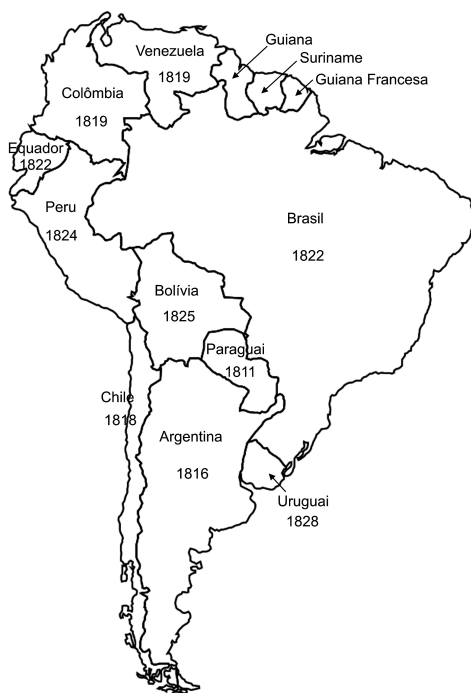 Guiana
Venezuela
1819
Suriname
Guiana Francesa
Colômbia
1819
Equador
1822
Peru
1824
Brasil
1822
Bolívia
1825
Paraguai
1811
Chile
1818
Argentina
1816
Uruguai
1828